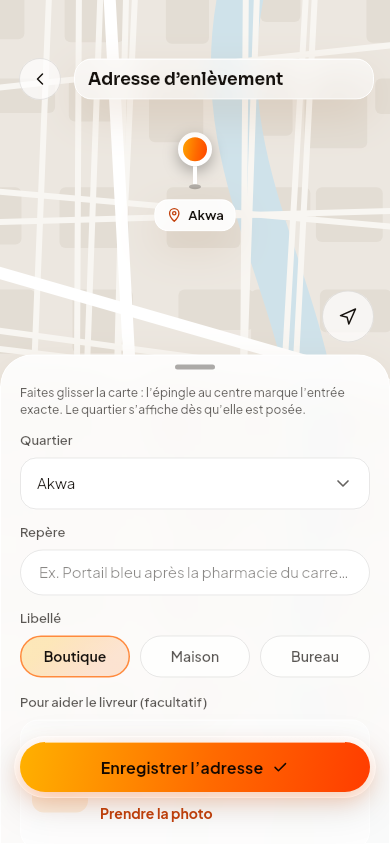 Adresse d’enlèvement
Akwa
Faites glisser la carte : l’épingle au centre marque l’entrée
exacte. Le quartier s’affiche dès qu’elle est posée.
Quartier
Akwa
Repère
Ex. Portail bleu après la pharmacie du carre...
Libellé
Boutique
Maison
Bureau
Pour aider le livreur (facultatif)
Enregistrer l’adresse
Prendre la photo